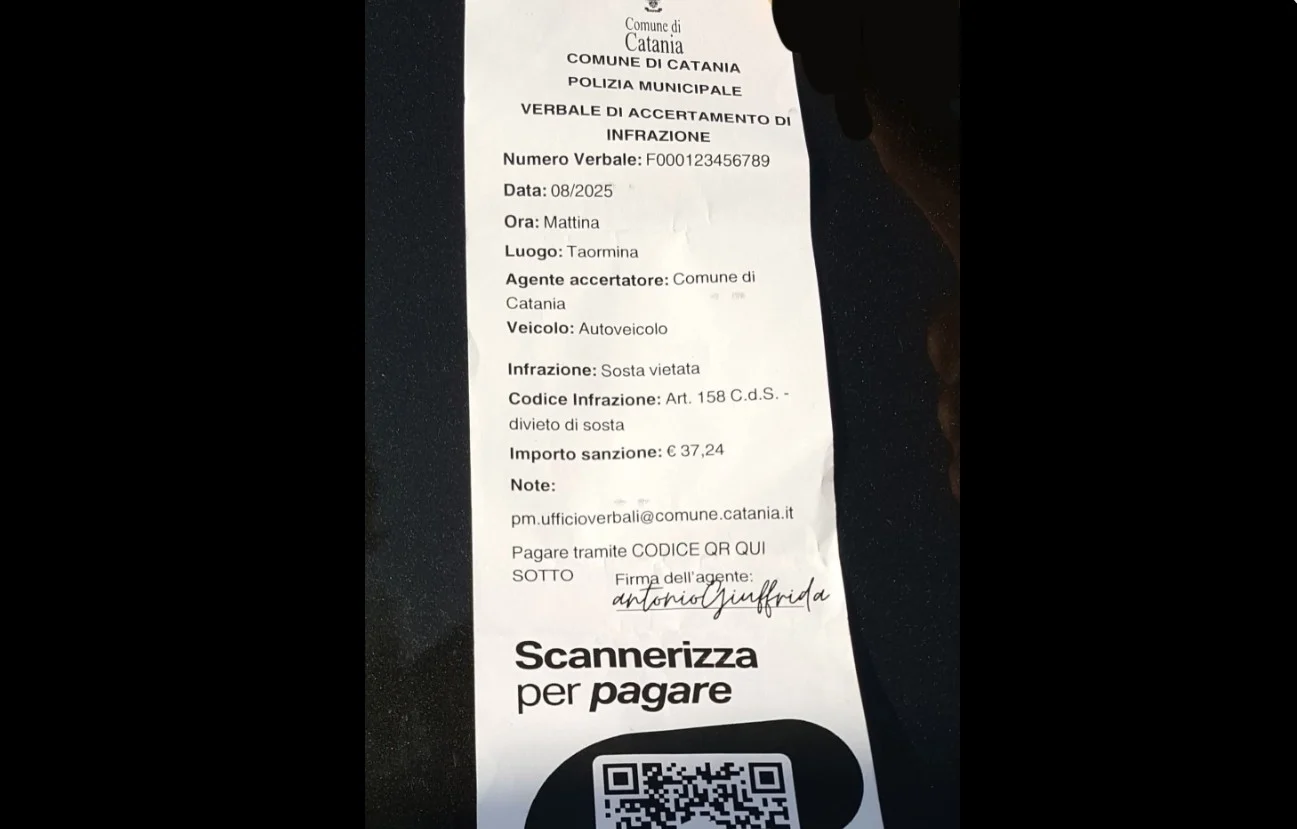 Comune di
Catania
COMUNE DI CATANIA
POLIZIA MUNICIPALE
VERBALE DI ACCERTAMENTO DI
INFRAZIONE
Numero Verbale: F000123456789
Data: 08/2025
Ora: Mattina
Luogo: Taormina
Agente accertatore: Comune di
Catania
Veicolo: Autoveicolo
Infrazione: Sosta vietata
Codice Infrazione: Art. 158 C.d.S. -
divieto di sosta
Importo sanzione: € 37,24
Note:
pm.ufficioverbali@comune.catania.it
Pagare tramite CODICE QR QUI
SOTTO
Firma dell'agente:
antonioGiuffrida
Scannerizza
per pagare